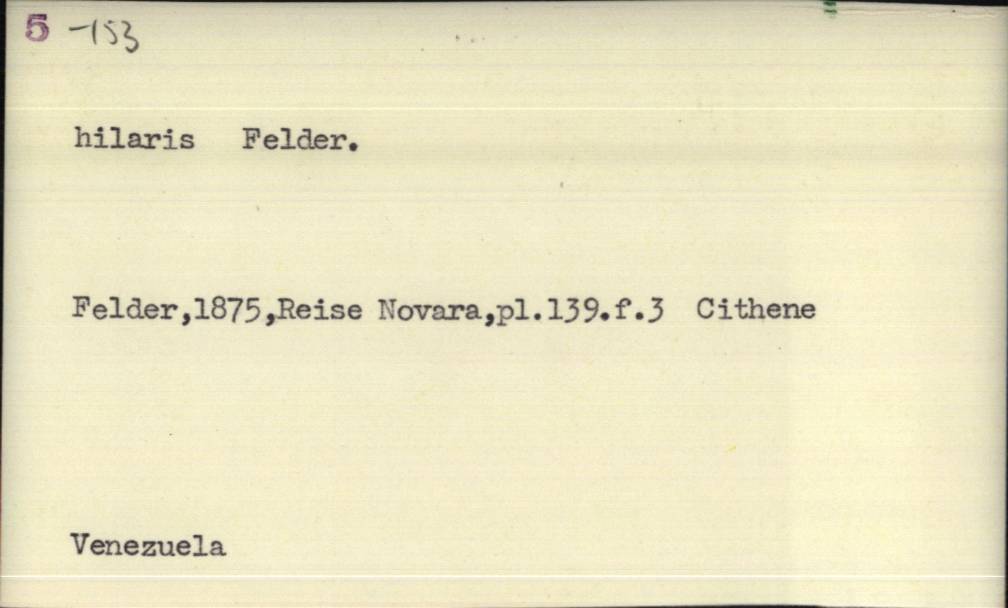 5 -153
hilaris Felder.
Felder,1875,Reise Novara,pl.139.f.3 Cithene
Venezuela